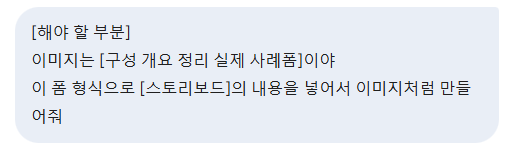 [해야 할 부분]
이미지는 [구성 개요 정리 실제 사례폼]이야
이 폼 형식으로 [스토리보드]의 내용을 넣어서 이미지처럼 만들
어줘